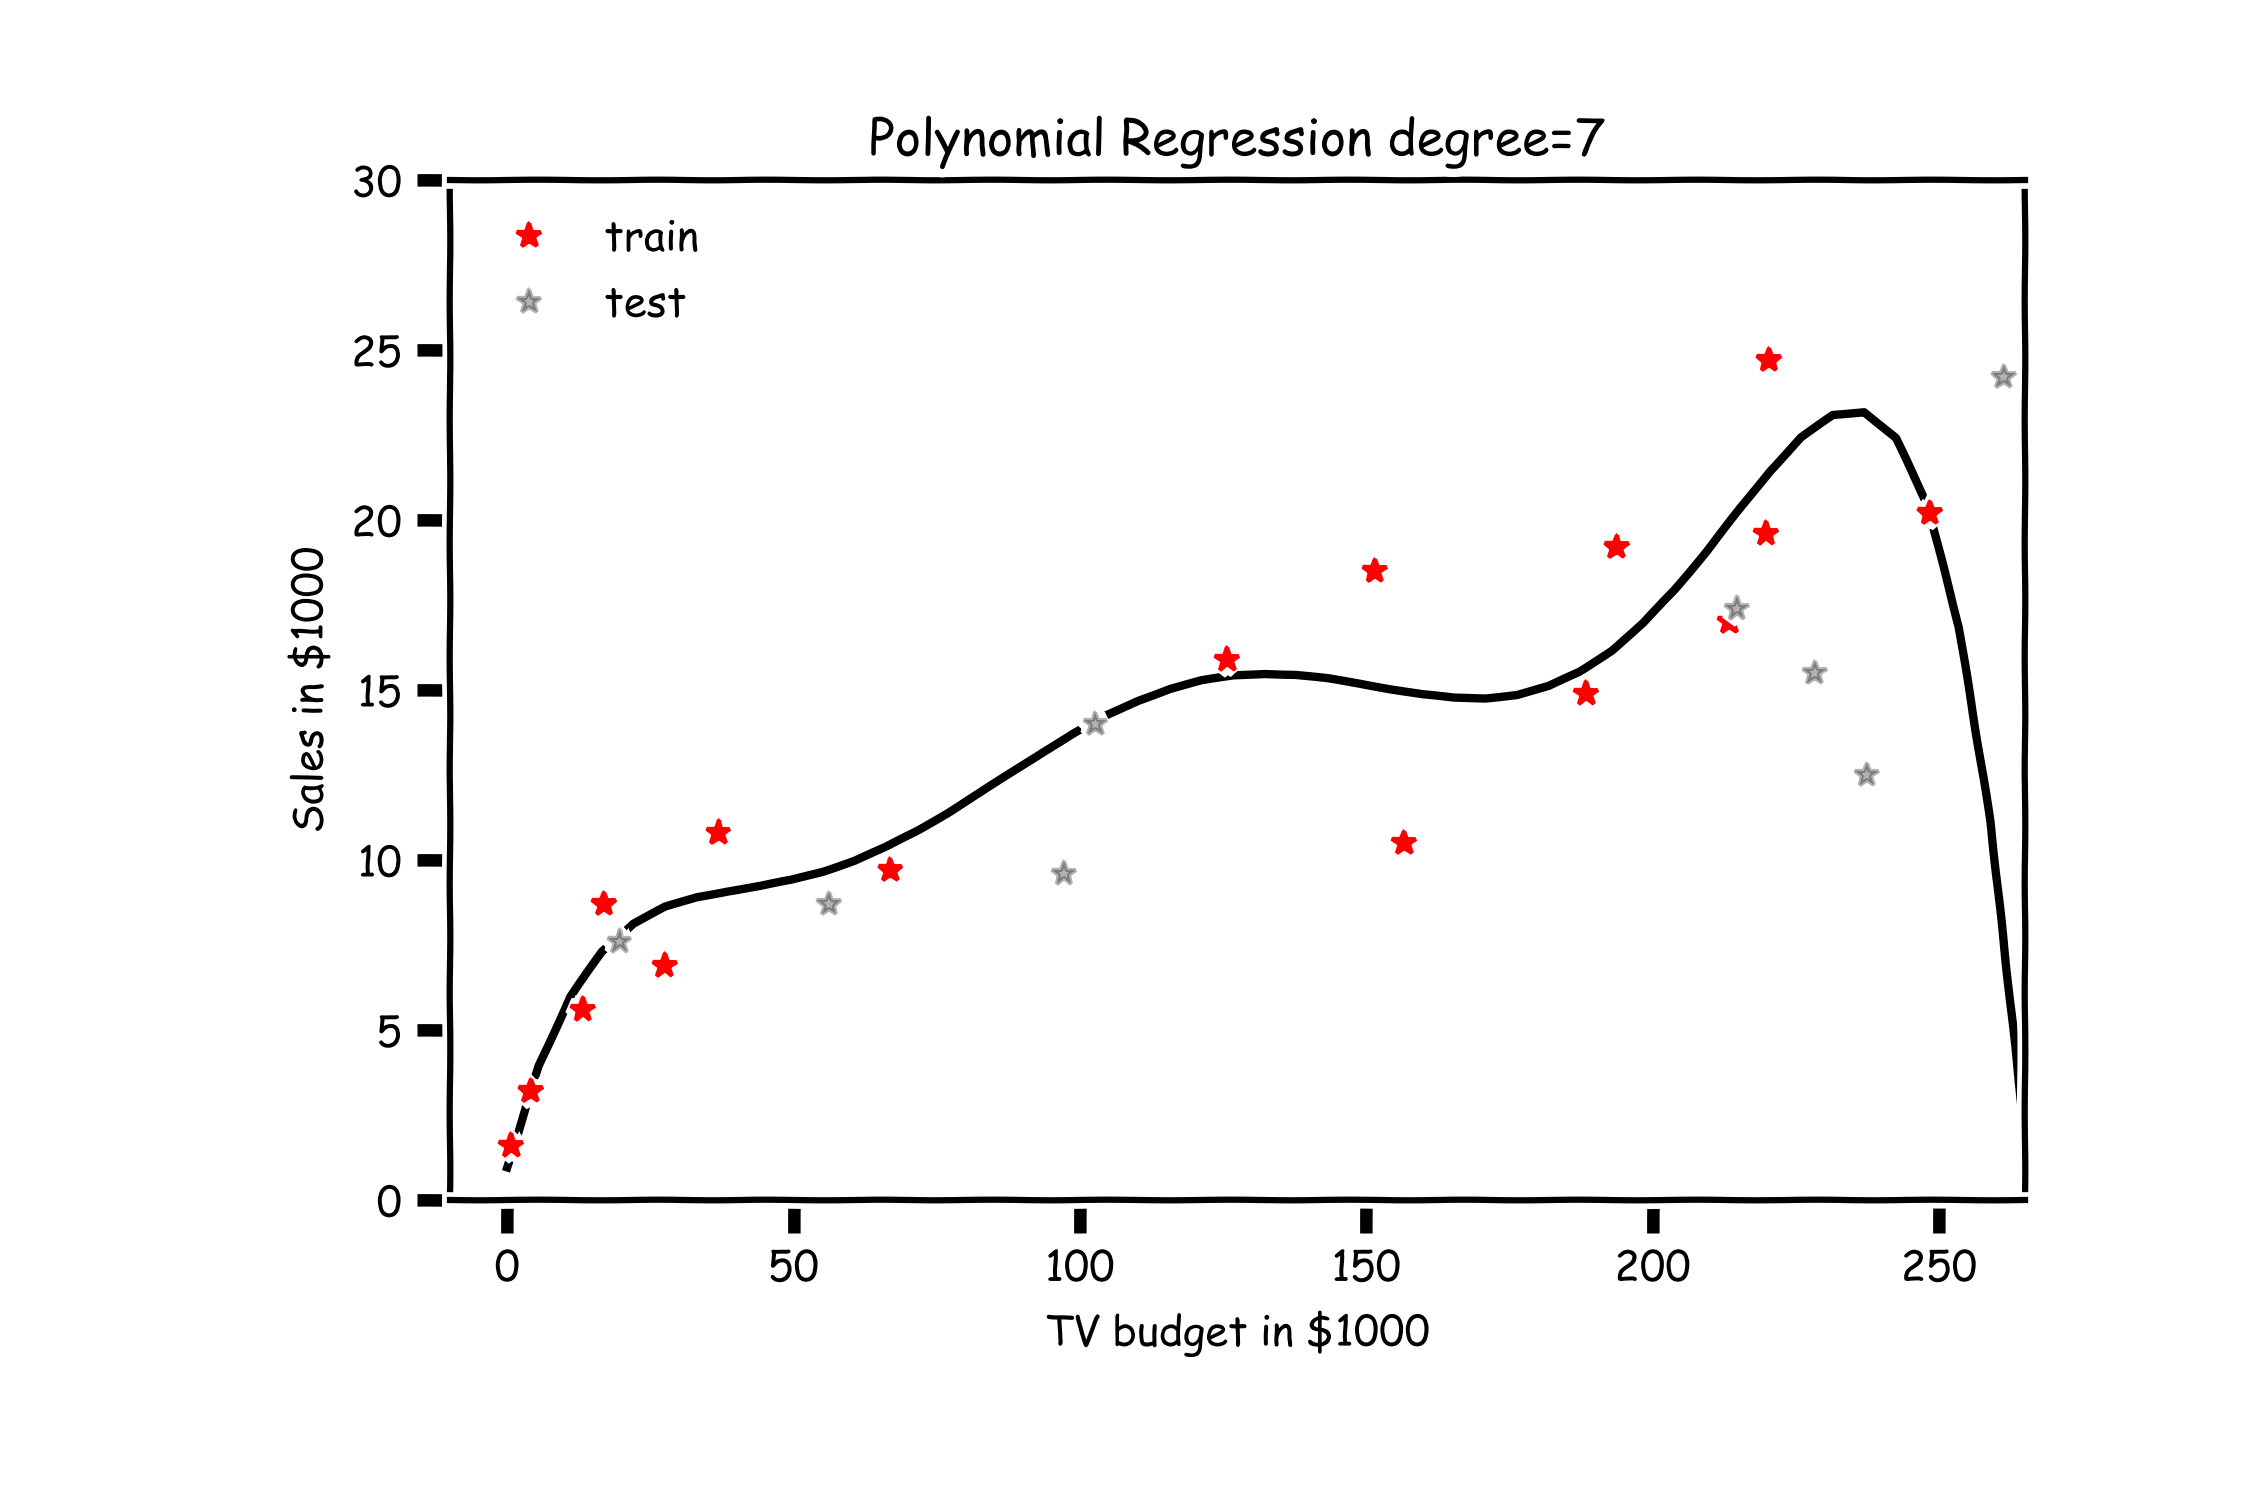 Polynomial Regression degree=7
30
25
20
15
10
5
0
train
test
Sales in $1000
0 50 100 150 200 250
TV budget in $1000